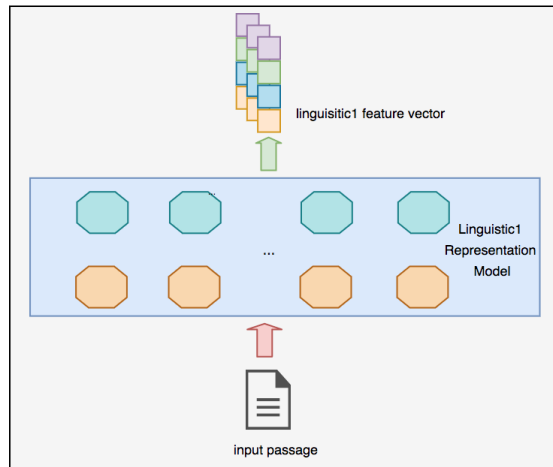 linguisitic1 feature vector
...
Linguistic1
Representation
Model
...
input passage